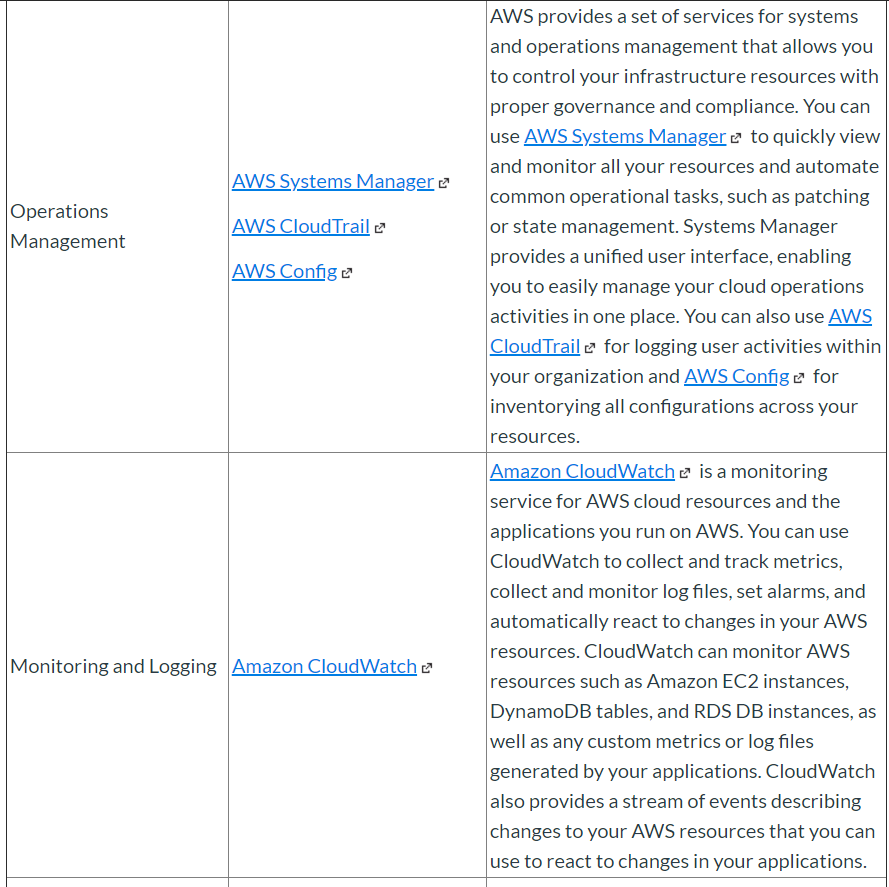 Operations
Management
AWS Systems Manager
AWS CloudTrail
AWS Config
AWS provides a set of services for systems
and operations management that allows you
to control your infrastructure resources with
proper governance and compliance. You can
use AWS Systems Manager to quickly view
and monitor all your resources and automate
common operational tasks, such as patching
or state management. Systems Manager
provides a unified user interface, enabling
you to easily manage your cloud operations
activities in one place. You can also use AWS
CloudTrail for logging user activities within
your organization and AWS Config for
inventorying all configurations across your
resources.
Monitoring and Logging
Amazon CloudWatch
Amazon CloudWatch is a monitoring
service for AWS cloud resources and the
applications you run on AWS. You can use
CloudWatch to collect and track metrics,
collect and monitor log files, set alarms, and
automatically react to changes in your AWS
resources. CloudWatch can monitor AWS
resources such as Amazon EC2 instances,
DynamoDB tables, and RDS DB instances, as
well as any custom metrics or log files
generated by your applications. CloudWatch
also provides a stream of events describing
changes to your AWS resources that you can
use to react to changes in your applications.